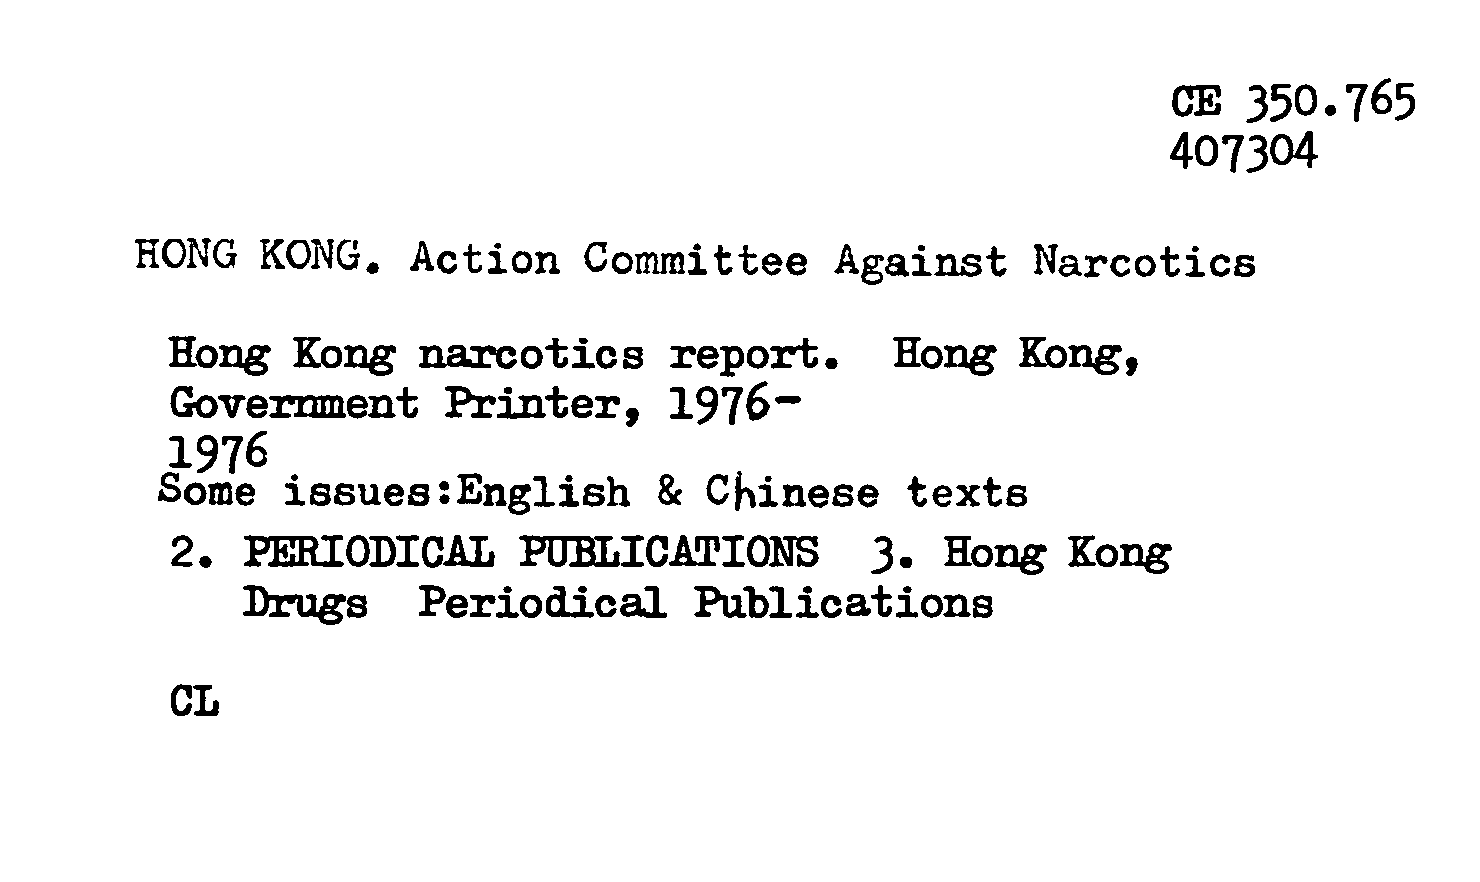 CE 350.765
407304
HONG KONG. Action Committee Against Narcotics
Hong Kong narcotics report. Hong Kong,
Government Printer, 1976-
1976
Some issues:English & Chinese texts
2. PERIODICAL PUBLICATIONS 3. Hong Kong
Drugs Periodical Publications
CL